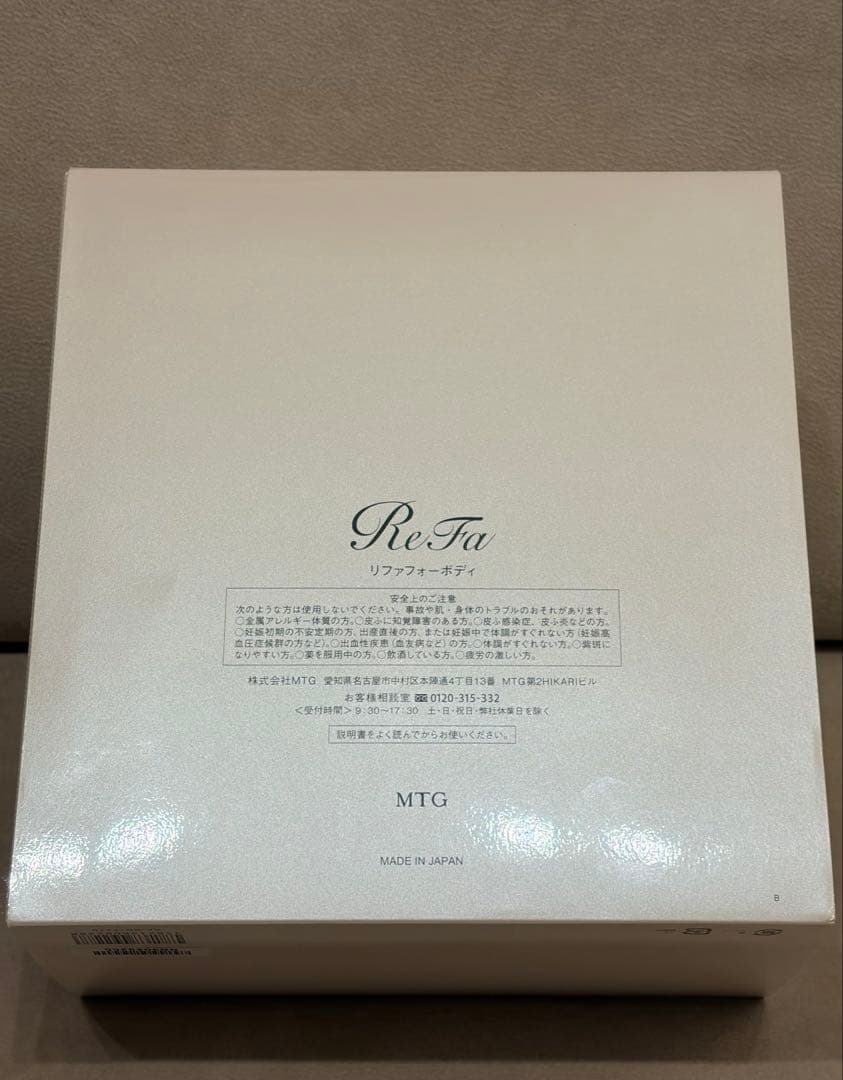 ReFa
リファフォーボディ
安全上のご注意
次のような方は使用しないでください。事故や肌・身体のトラブルのおそれがあります。
○金属アレルギー体質の方。○皮ふに知覚障害のある方。○皮ふ感染症、皮ふ炎などの方。
○妊娠初期の不安定期の方、出産直後の方、または妊娠中で体調がすぐれない方(妊娠高
血圧症候群の方など)。○出血性疾患(血友病など)の方。○体調がすぐれない方。○紫斑に
なりやすい方。○薬を服用中の方。○飲酒している方。○疲労の激しい方。
株式会社MTG 愛知県名古屋市中村区本陣通4丁目13番 MTG第2HIKARIビル
お客様相談室 0120-315-332
<受付時間> 9:30〜17:30 土・日・祝日・弊社休業日を除く
説明書をよく読んでからお使いください。
MTG
MADE IN JAPAN
B